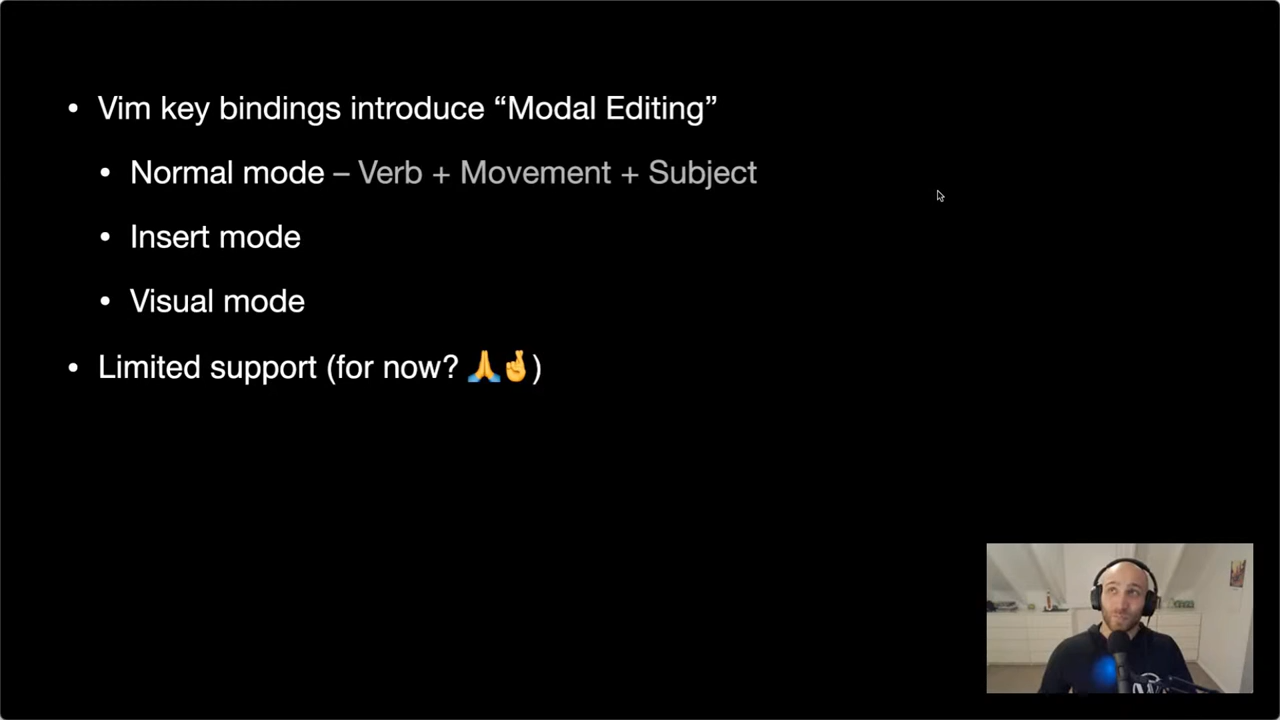 • Vim key bindings introduce “Modal Editing”
• Normal mode – Verb + Movement + Subject
• Insert mode
• Visual mode
• Limited support (for now? 🙏🤞)